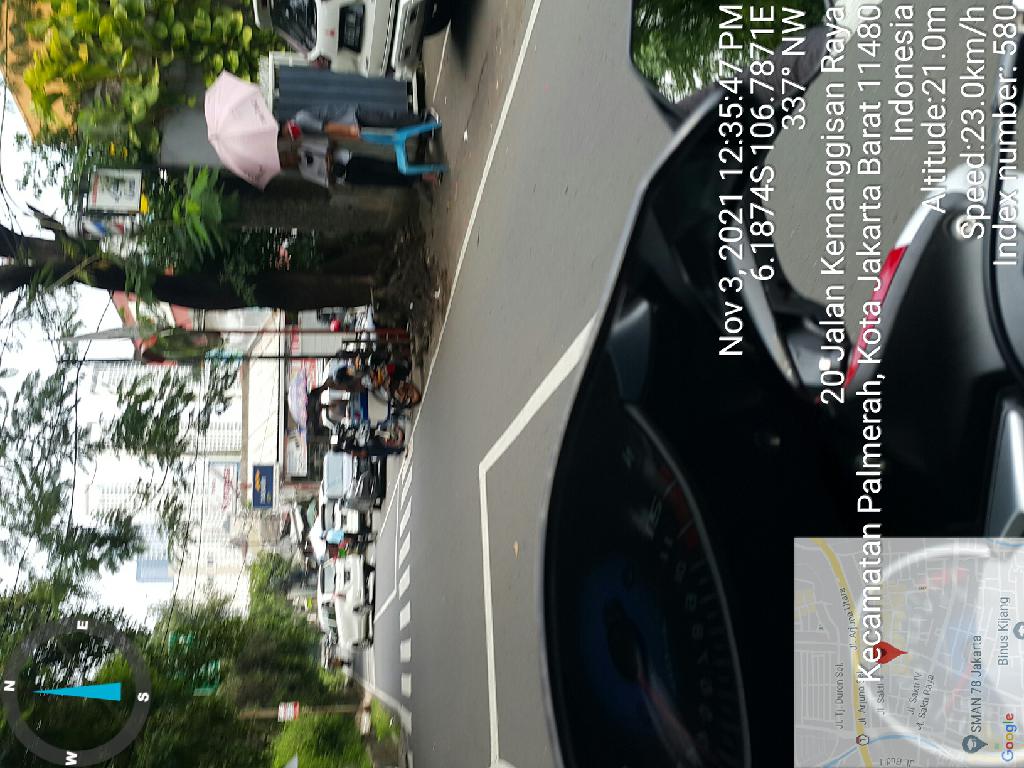 N
W
E
S
Nov 3, 2021 12:35:47 PM
6.1874S 106.7871E
337° NW
20 Jalan Kemanggisan Raya
Kecamatan Palmerah, Kota Jakarta Barat 11480
Indonesia
Altitude:21.0m
Speed:23.0km/h
Index number: 580
Jl. Tj. Duren Sel.
Jl. Arjuna Utara
Jl. Arjuna Sel.
Jl. Sakti
Jl. Sakti IV
Jl. Sakti Raya
SMAN 78 Jakarta
Binus Kijang
Google